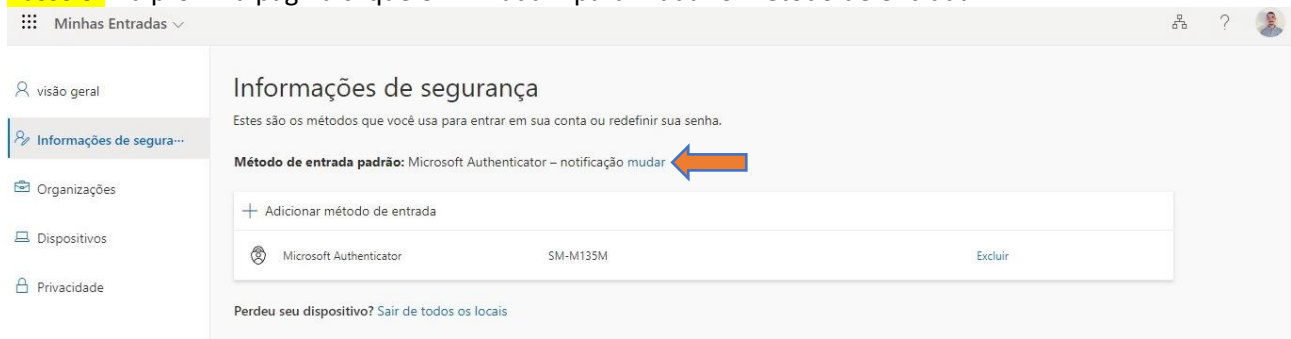 Minhas Entradas
?
visão geral
Informações de segura...
Organizações
Dispositivos
Privacidade
Informações de segurança
Estes são os métodos que você usa para entrar em sua conta ou redefinir sua senha.
Método de entrada padrão: Microsoft Authenticator – notificação mudar
+ Adicionar método de entrada
Microsoft Authenticator SM-M135M Excluir
Perdeu seu dispositivo? Sair de todos os locais